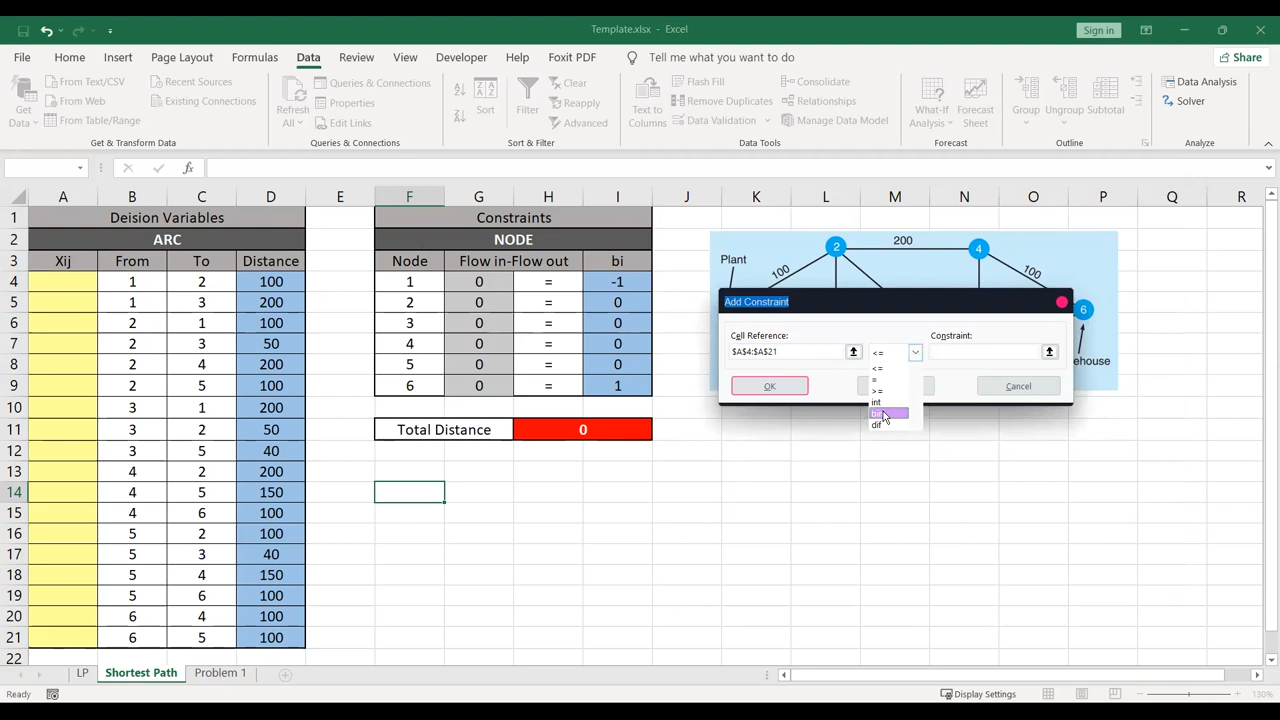 Template.xlsx - Excel
Sign in
File Home Insert Page Layout Formulas Data Review View Developer Help Foxit PDF Tell me what you want to do Share
Get Data
From Text/CSV
From Web
From Table/Range
Recent Sources
Existing Connections
Get & Transform Data
Refresh All
Queries & Connections
Properties
Edit Links
Queries & Connections
Sort
Filter
Clear
Reapply
Advanced
Sort & Filter
Text to Columns
Flash Fill
Remove Duplicates
Data Validation
Consolidate
Relationships
Manage Data Model
Data Tools
What-If Analysis
Forecast Sheet
Forecast
Group
Ungroup
Subtotal
Outline
Data Analysis
Solver
Analyze
fx
A B C D E F G H I J K L M N O P Q R
1 Deision Variables Constraints
2 ARC NODE
3 Xij From To Distance Node Flow in-Flow out bi
4 1 2 100 1 0 = -1
5 1 3 200 2 0 = 0
6 2 1 100 3 0 = 0
7 2 3 50 4 0 = 0
8 2 4 200 5 0 = 0
9 2 5 100 6 0 = 1
10 3 1 200
11 3 2 50 Total Distance 0
12 3 5 40
13 4 2 200
14 4 5 150
15 4 6 100
16 5 2 100
17 5 3 40
18 5 4 150
19 5 6 100
20 6 4 100
21 6 5 100
22
2 200 4
Plant
100 100
6
Add Constraint
Cell Reference: Constraint:
$A$4:$A$21 <=
<=
=
>=
int
bin
dif
OK
Cancel
LP Shortest Path Problem 1
Ready Display Settings 130%